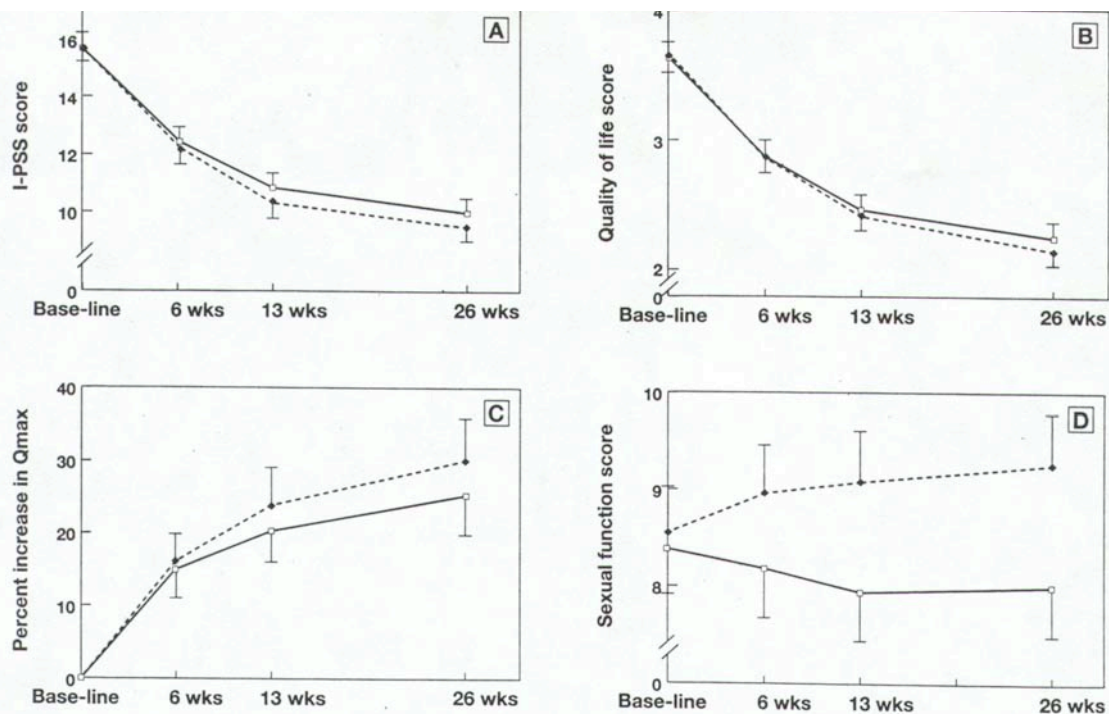 A
I-PSS score
16
14
12
10
0
Base-line 6 wks 13 wks 26 wks
B
Quality of life score
4
3
2
0
Base-line 6 wks 13 wks 26 wks
C
Percent increase in Qmax
40
30
20
10
0
Base-line 6 wks 13 wks 26 wks
D
Sexual function score
10
9
8
0
Base-line 6 wks 13 wks 26 wks